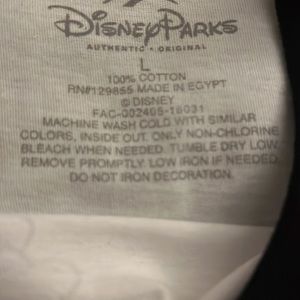 Disney Parks
AUTHENTIC • ORIGINAL
L
100% COTTON
RN#129855 MADE IN EGYPT
© DISNEY
FAC-002405-18031
MACHINE WASH COLD WITH SIMILAR
COLORS, INSIDE OUT. ONLY NON-CHLORINE
BLEACH WHEN NEEDED. TUMBLE DRY LOW.
REMOVE PROMPTLY. LOW IRON IF NEEDED.
DO NOT IRON DECORATION.